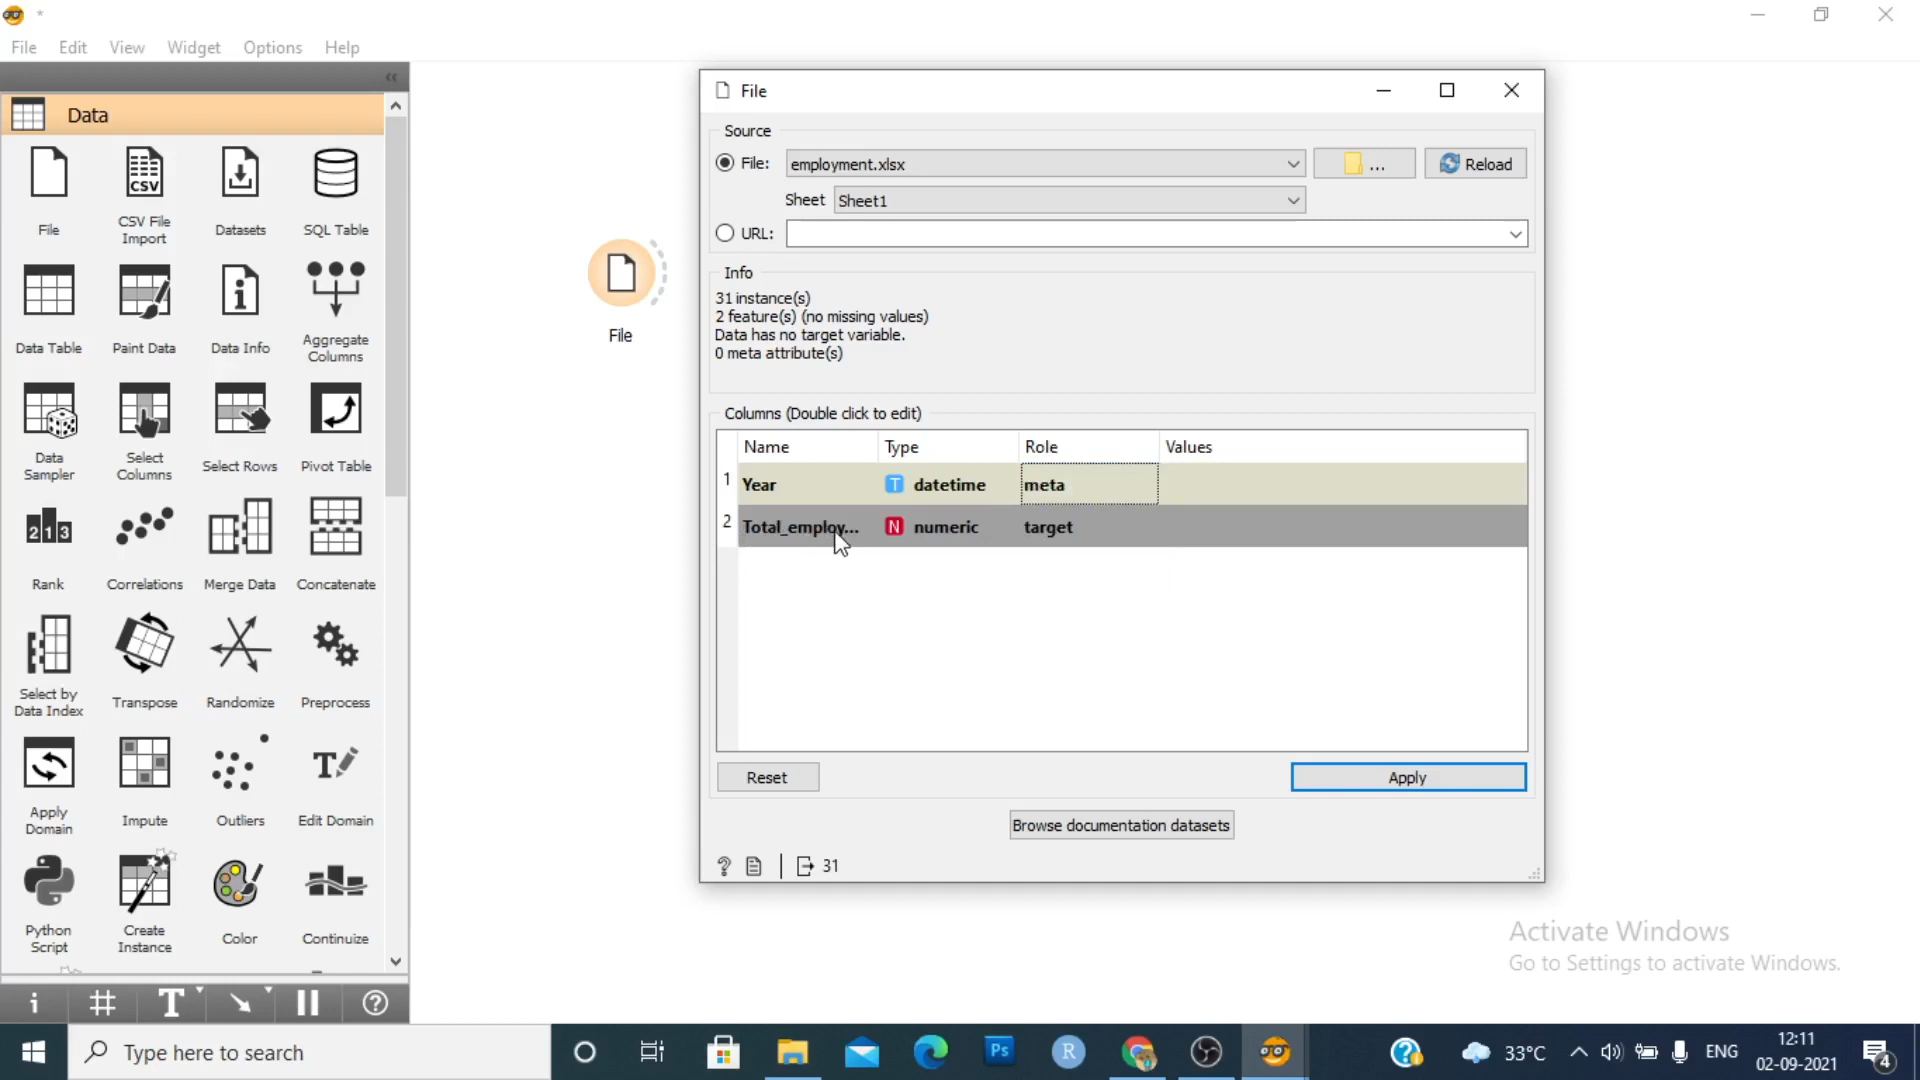 *
File Edit View Widget Options Help
Data
File
CSV File
Import
Datasets
SQL Table
Data Table
Paint Data
Data Info
Aggregate
Columns
Data
Sampler
Select
Columns
Select Rows
Pivot Table
Rank
Correlations
Merge Data
Concatenate
Select by
Data Index
Transpose
Randomize
Preprocess
Apply
Domain
Impute
Outliers
Edit Domain
Python
Script
Create
Instance
Color
Continuize
File
File
Source
File: employment.xlsx ... Reload
Sheet Sheet1
URL:
Info
31 instance(s)
2 feature(s) (no missing values)
Data has no target variable.
0 meta attribute(s)
Columns (Double click to edit)
Name Type Role Values
1 Year T datetime meta
2 Total_employ... N numeric target
Reset Apply
Browse documentation datasets
31
Activate Windows
Go to Settings to activate Windows.
Type here to search
Ps
R
33°C
ENG
12:11
02-09-2021
4